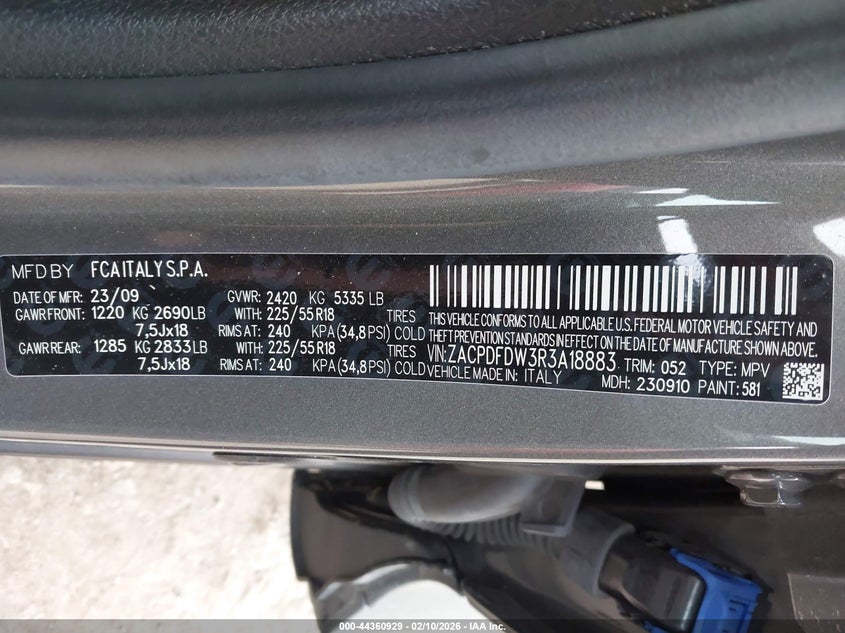 MFD BY FCA ITALY S.P.A.
DATE OF MFR: 23/09 GVWR: 2420 KG 5335 LB
GAWR FRONT: 1220 KG 2690LB WITH: 225/55R18 TIRES
7,5Jx18 RIMS AT: 240 KPA(34,8PSI) COLD
GAWR REAR: 1285 KG 2833LB WITH: 225/55R18 TIRES
7,5Jx18 RIMS AT: 240 KPA(34,8PSI) COLD
THIS VEHICLE CONFORMS TO ALL APPLICABLE U.S. FEDERAL MOTOR VEHICLE SAFETY AND
THEFT PREVENTION STANDARDS IN EFFECT ON THE DATE OF MANUFACTURE SHOWN ABOVE.
VIN: ZACPDFDW3R3A18883 TRIM: 052 TYPE: MPV
VEHICLE MADE IN: ITALY MDH: 230910 PAINT: 581
000-44360929 - 02/10/2026 - IAA Inc.